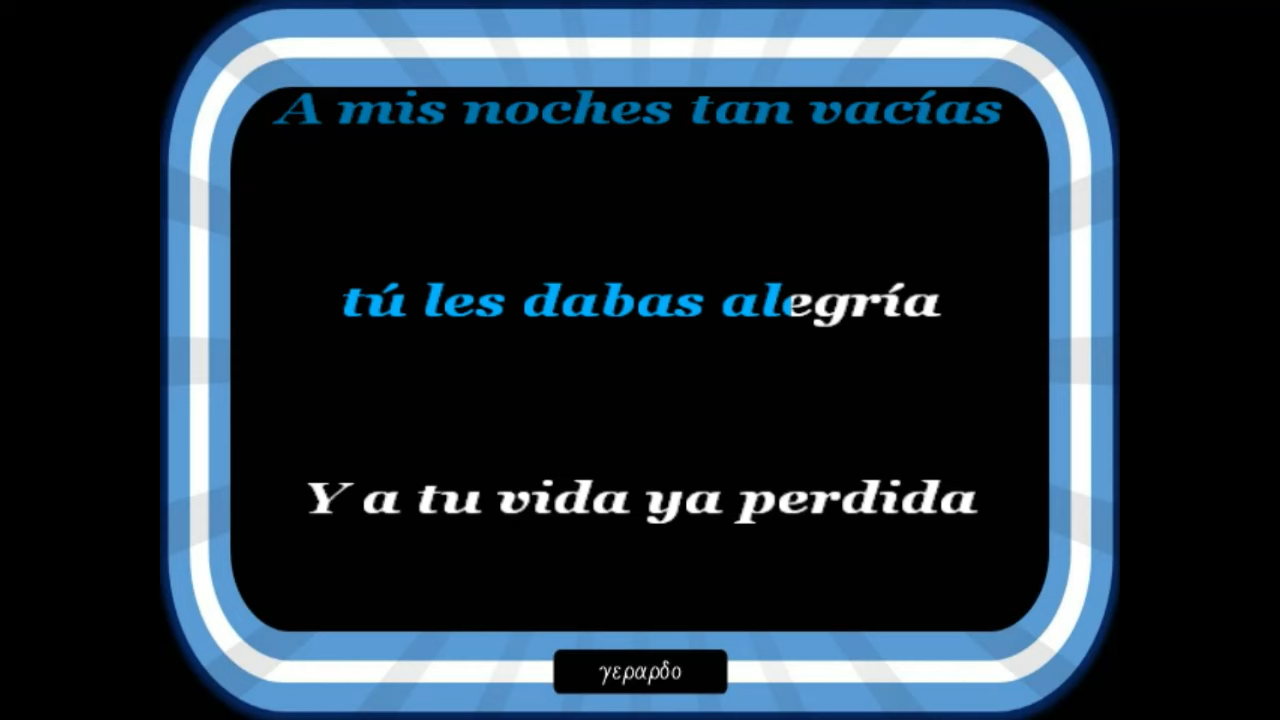 A mis noches tan vacías
tú les dabas alegría
Y a tu vida ya perdida
γεραρδο